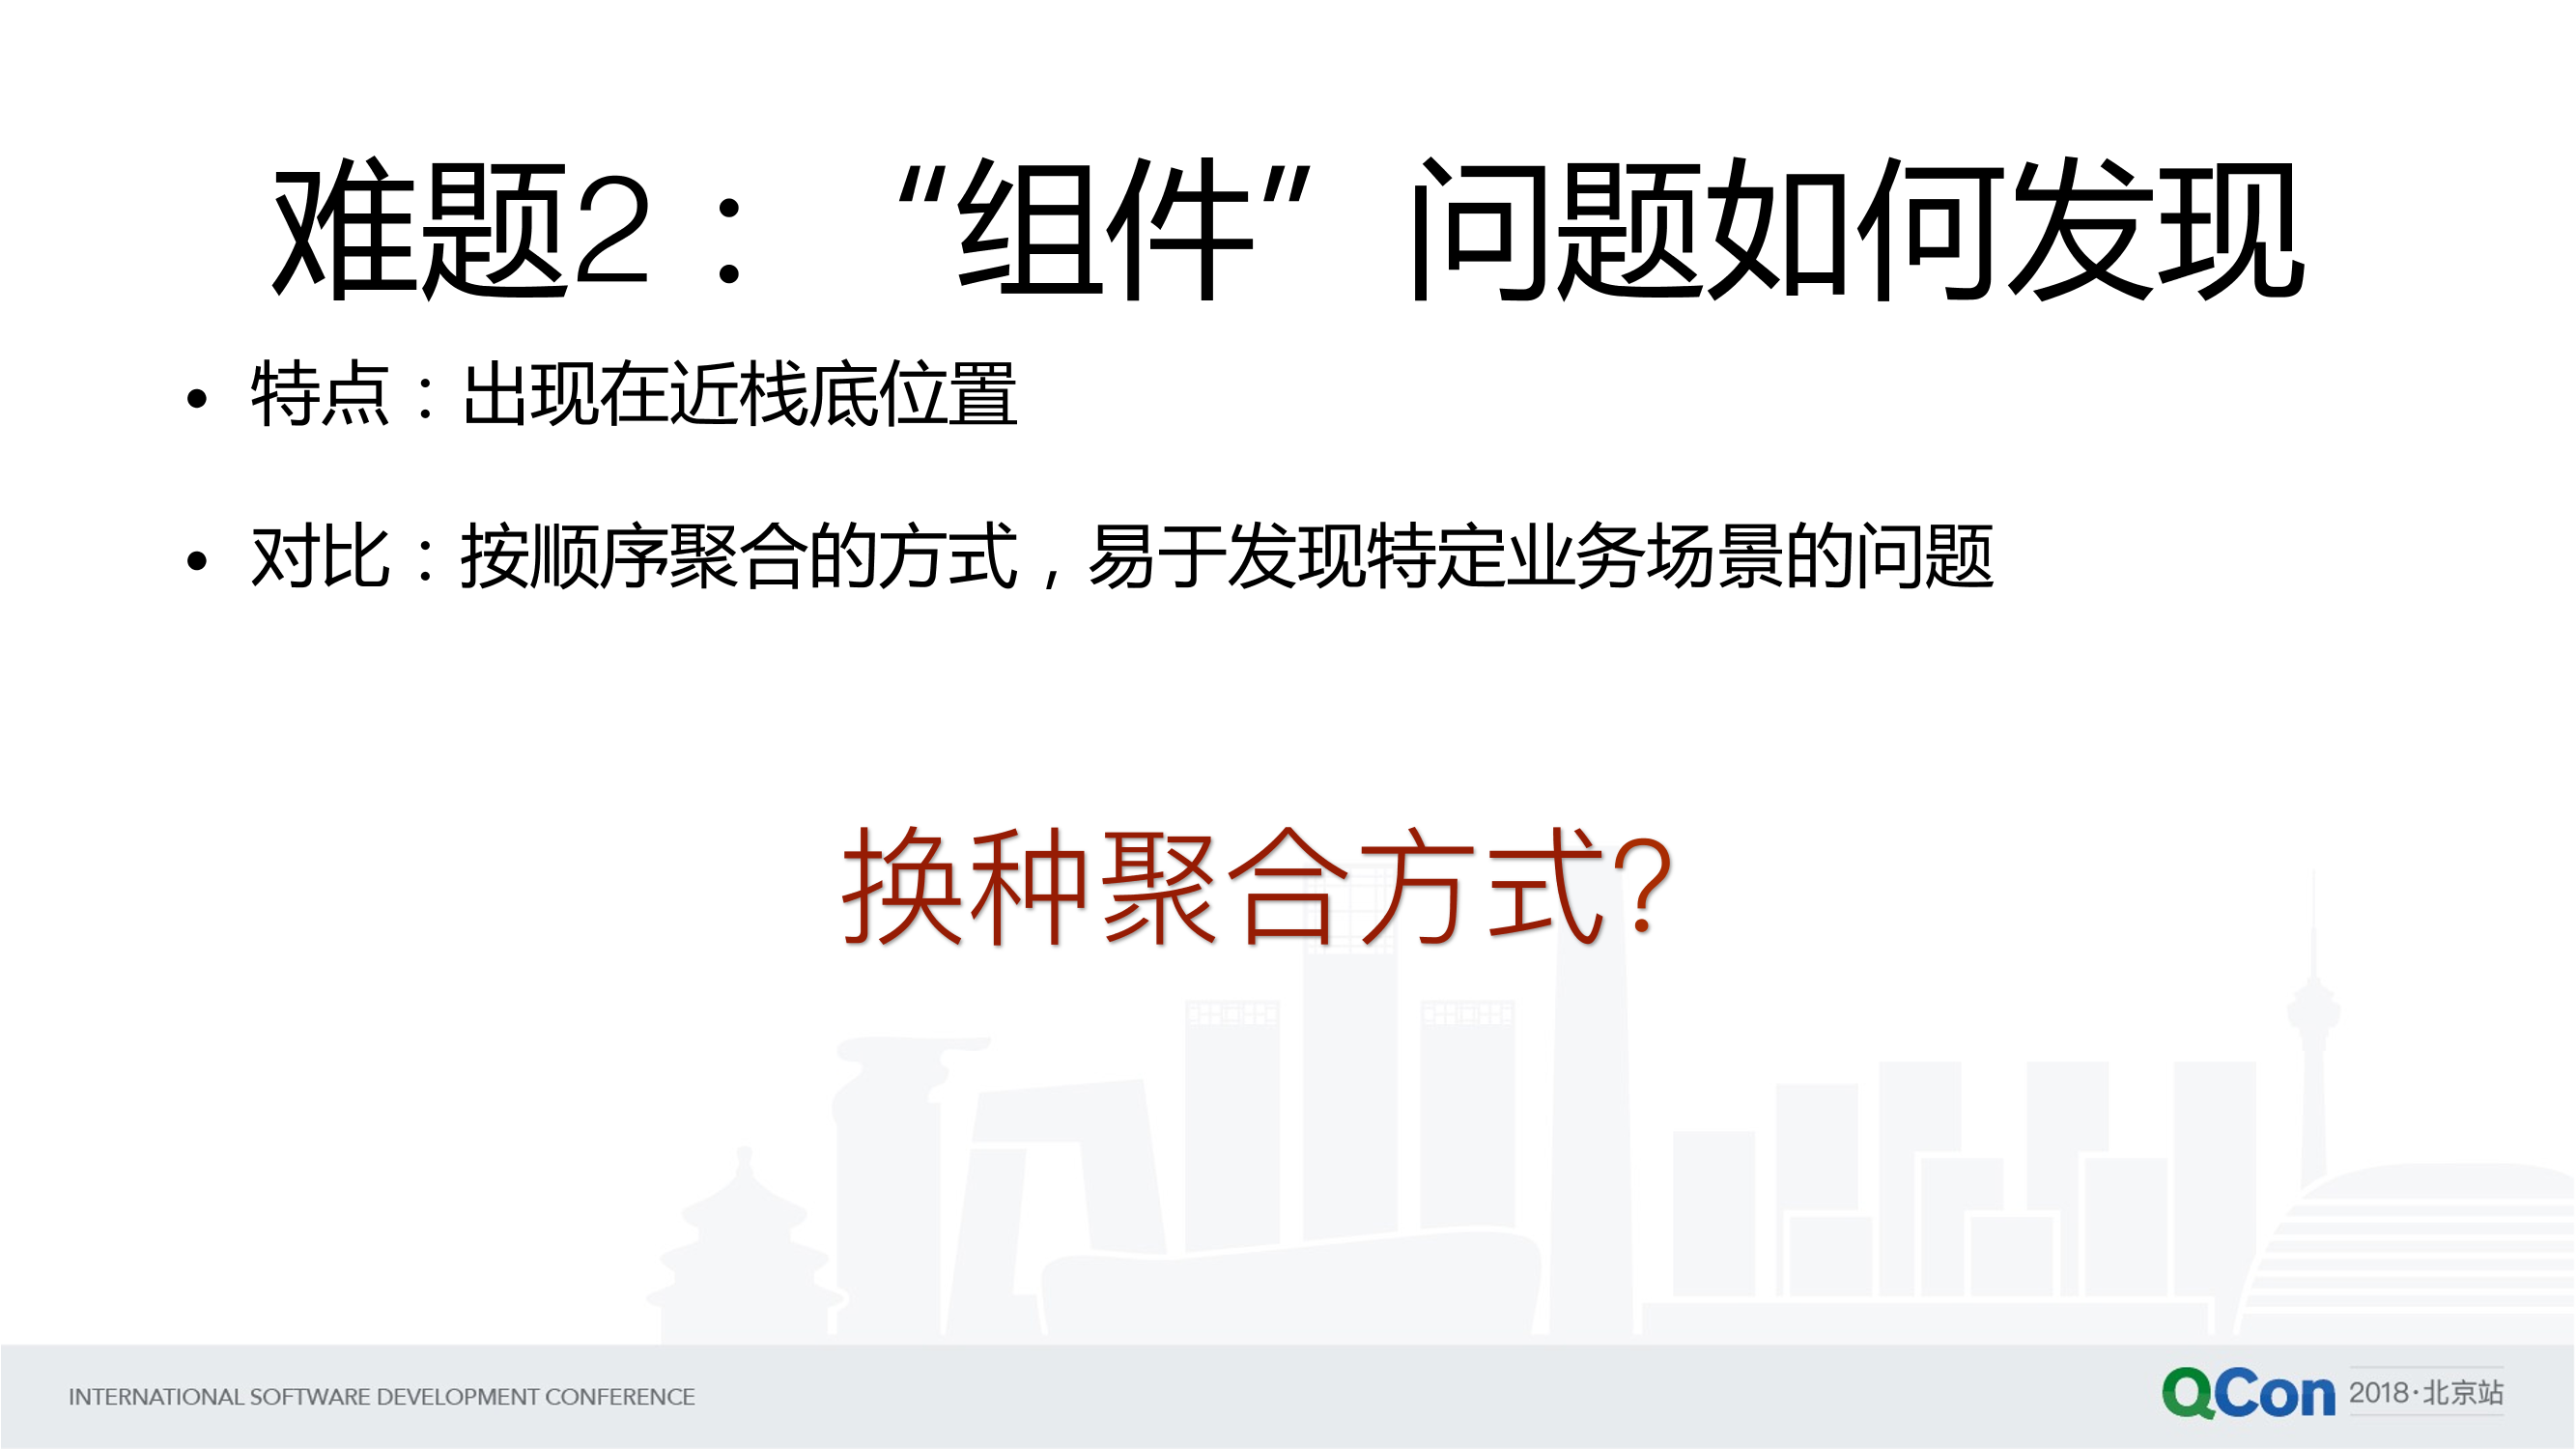 难题2：“组件”问题如何发现
• 特点：出现在近栈底位置
• 对比：按顺序聚合的方式，易于发现特定业务场景的问题
换种聚合方式?
INTERNATIONAL SOFTWARE DEVELOPMENT CONFERENCE
QCon 2018·北京站